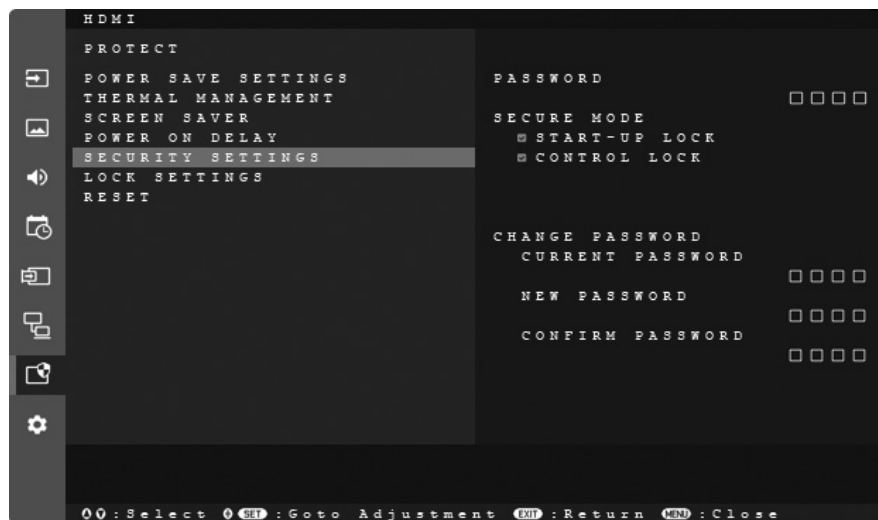 HDMI
PROTECT
POWER SAVE SETTINGS
THERMAL MANAGEMENT
SCREEN SAVER
POWER ON DELAY
SECURITY SETTINGS
LOCK SETTINGS
RESET
PASSWORD
SECURE MODE
START-UP LOCK
CONTROL LOCK
CHANGE PASSWORD
CURRENT PASSWORD
NEW PASSWORD
CONFIRM PASSWORD
:Select SET :Goto Adjustment EXIT :Return MENU :Close